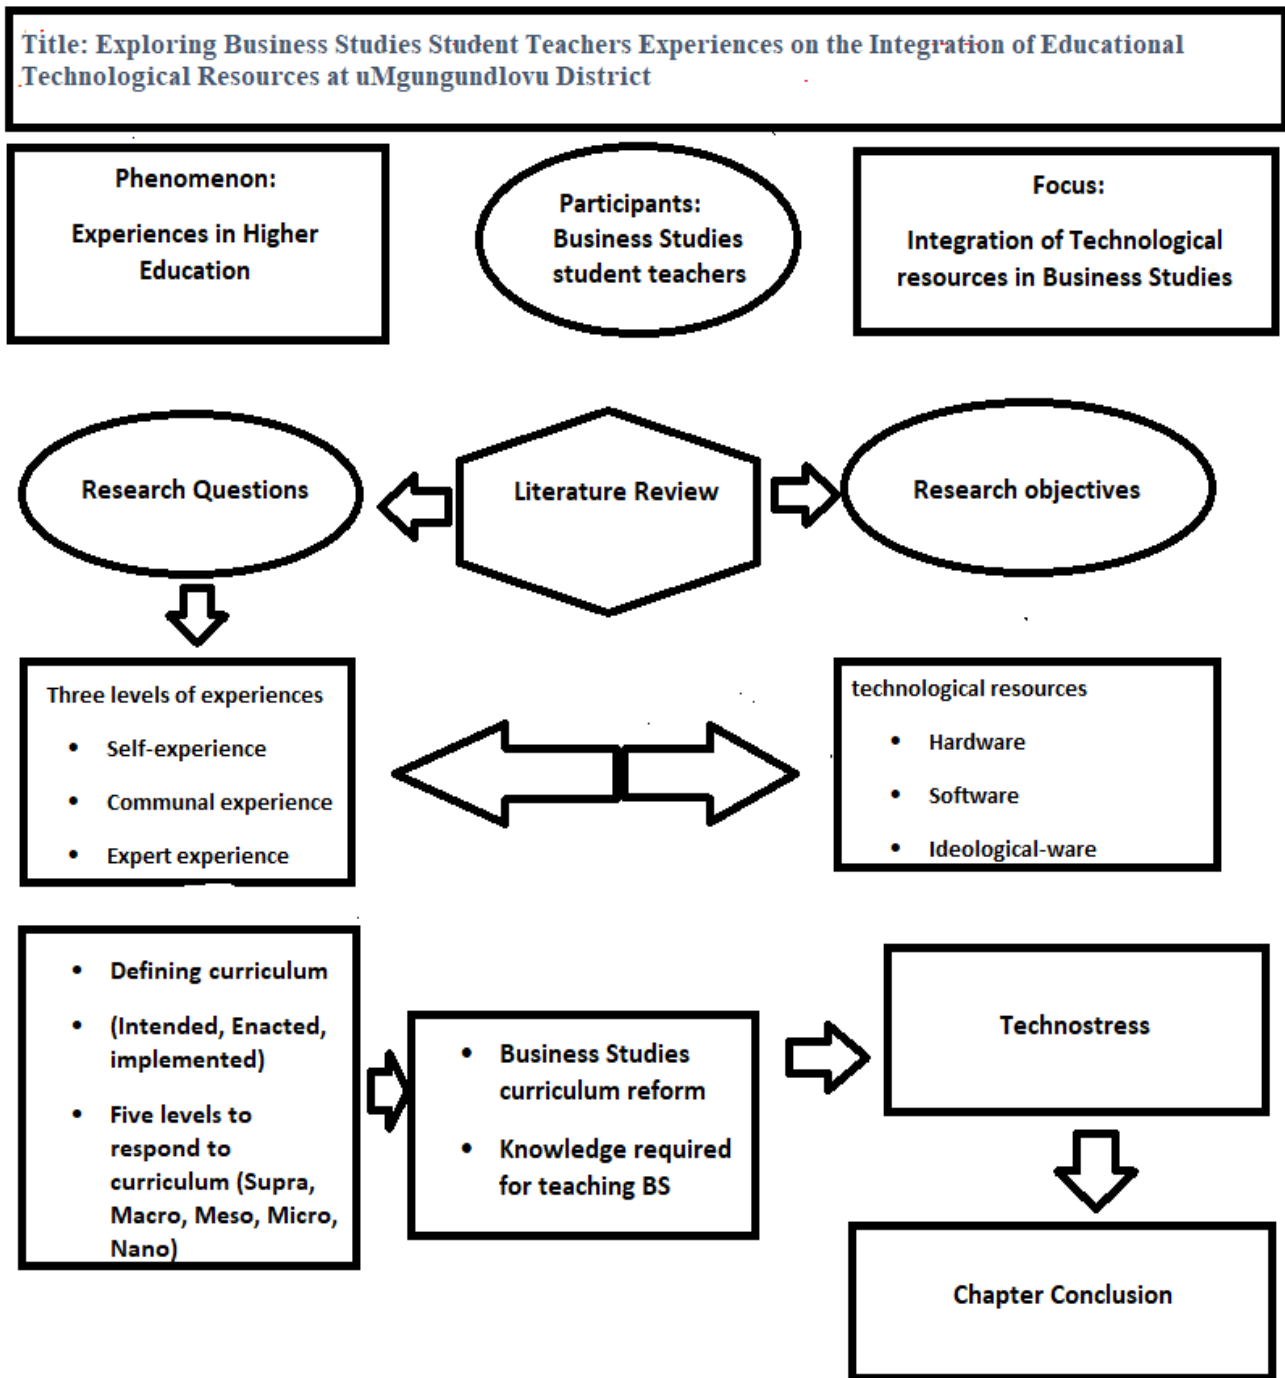 Title: Exploring Business Studies Student Teachers Experiences on the Integration of Educational
Technological Resources at uMgungundlovu District
Phenomenon:
Experiences in Higher
Education
Participants:
Business Studies
student teachers
Focus:
Integration of Technological
resources in Business Studies
Research Questions
Literature Review
Research objectives
Three levels of experiences
• Self-experience
• Communal experience
• Expert experience
technological resources
• Hardware
• Software
• Ideological-ware
• Defining curriculum
• (Intended, Enacted,
implemented)
• Five levels to
respond to
curriculum (Supra,
Macro, Meso, Micro,
Nano)
• Business Studies
curriculum reform
• Knowledge required
for teaching BS
Technostress
Chapter Conclusion